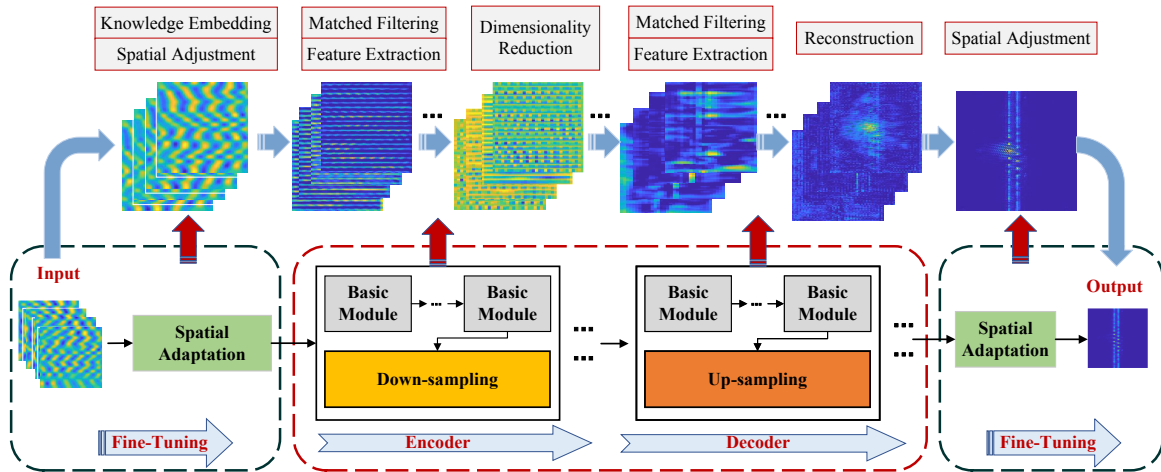 Knowledge Embedding
Spatial Adjustment
Matched Filtering
Feature Extraction
Dimensionality
Reduction
Matched Filtering
Feature Extraction
Reconstruction
Spatial Adjustment
...
...
...
...
Input
Output
Basic
Module
...
Basic
Module
Basic
Module
...
Basic
Module
Spatial
Adaptation
Down-sampling
...
...
Up-sampling
...
...
Spatial
Adaptation
Fine-Tuning
Encoder
Decoder
Fine-Tuning